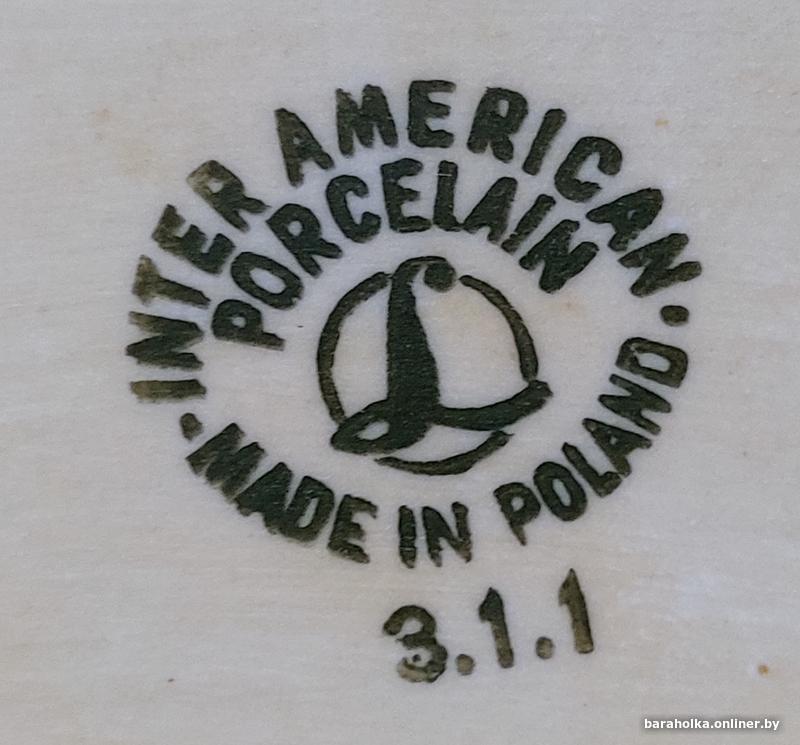 INTER AMERICAN
PORCELAIN
L
· MADE IN POLAND ·
3.1.1
baraholka.onliner.by